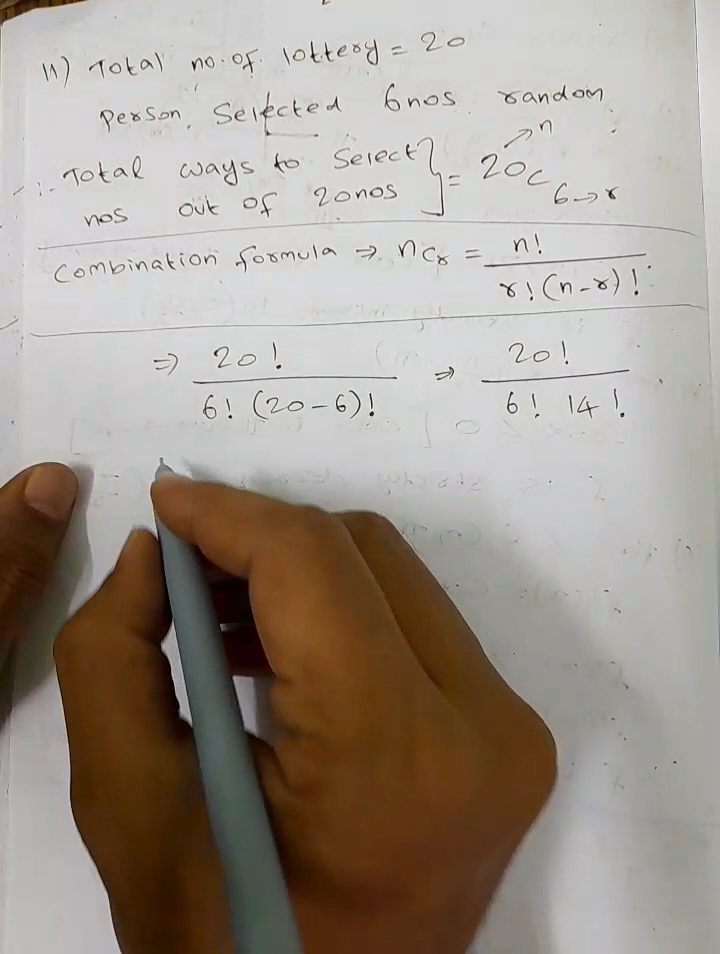 11) Total no. of lottery = 20
Person, Selected 6nos random
∴ Total ways to Select } = 20C6→r →n
nos out of 20nos
Combination formula ⇒ nCr = n! / r!(n-r)!
⇒ 20! / 6! (20-6)! ⇒ 20! / 6! 14!